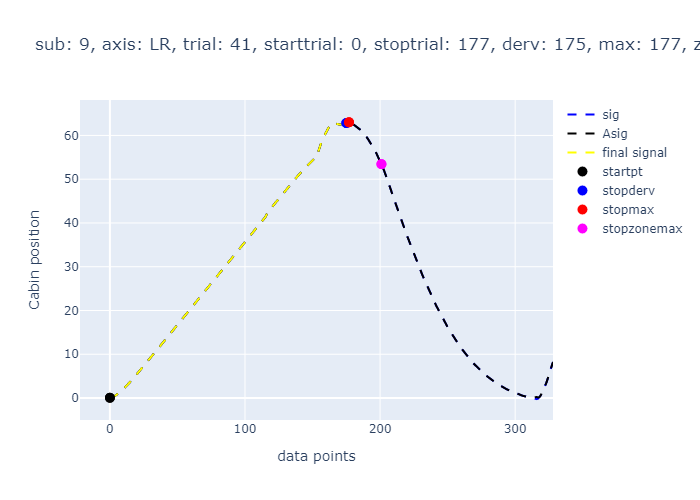 sub: 9, axis: LR, trial: 41, starttrial: 0, stoptrial: 177, derv: 175, max: 177, z
sig
Asig
final signal
startpt
stopderv
stopmax
stopzonemax
60
50
40
30
20
10
0
Cabin position
0 100 200 300
data points